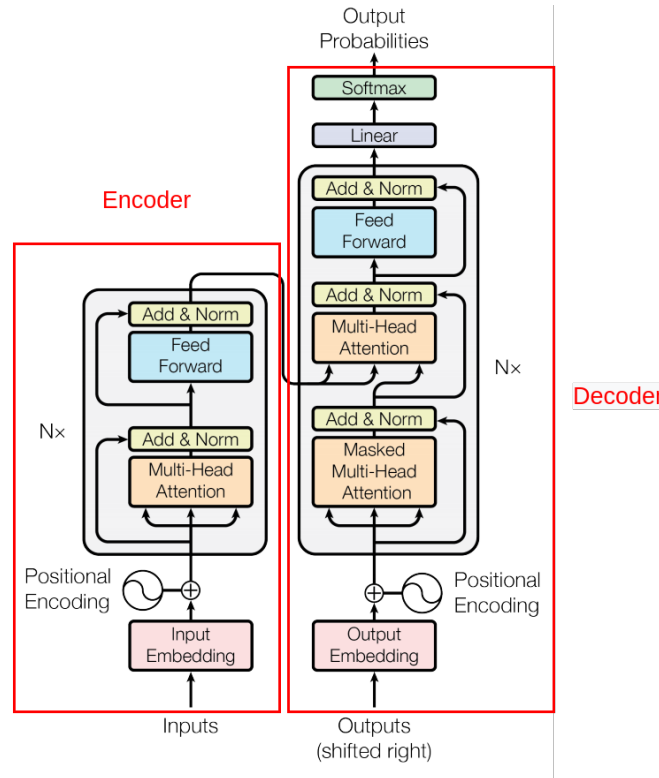 Output
Probabilities
Softmax
Linear
Add & Norm
Feed
Forward
Add & Norm
Multi-Head
Attention
Add & Norm
Masked
Multi-Head
Attention
N×
Positional
Encoding
Output
Embedding
Outputs
(shifted right)
Decoder
Encoder
Add & Norm
Feed
Forward
Add & Norm
Multi-Head
Attention
N×
Positional
Encoding
Input
Embedding
Inputs